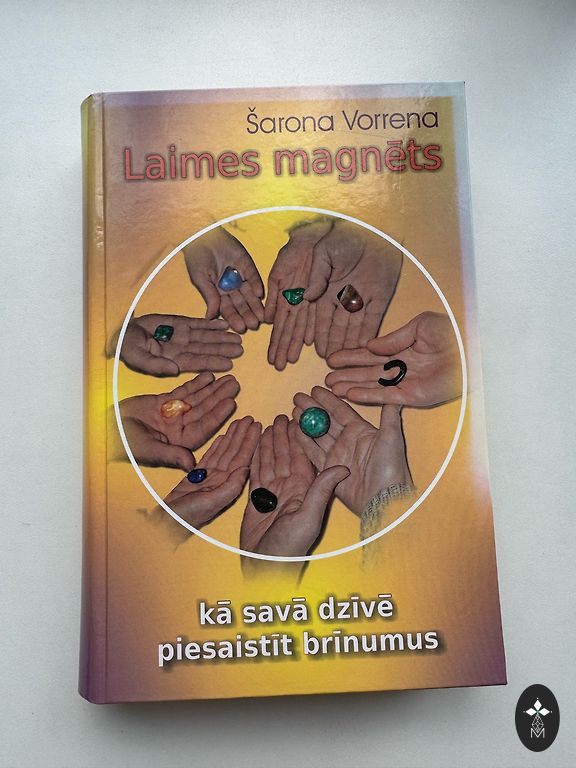 Šarona Vorrena
Laimes magnēts
kā savā dzīvē
piesaistīt brīnumus
M